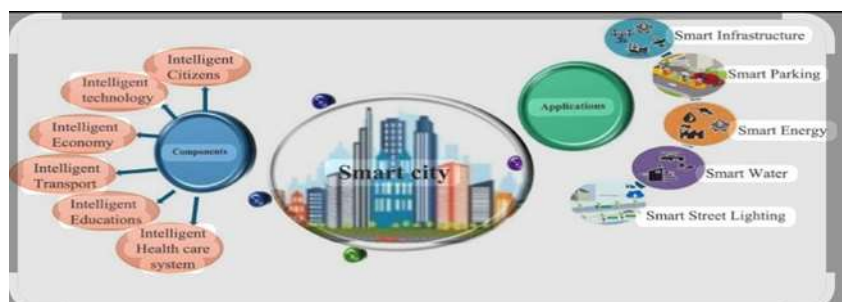 Intelligent
Citizens
Intelligent
technology
Intelligent
Economy
Intelligent
Transport
Intelligent
Educations
Intelligent
Health care
system
Components
Smart city
Applications
Smart Infrastructure
Smart Parking
Smart Energy
Smart Water
Smart Street Lighting